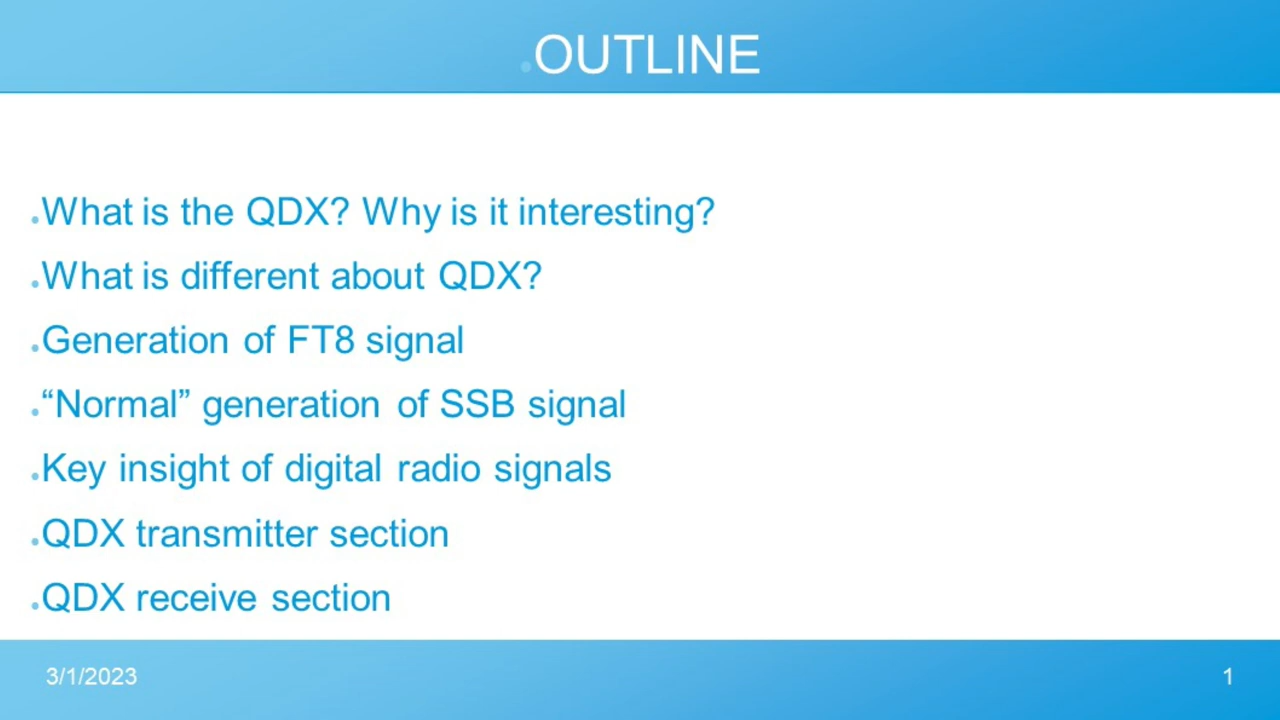 •OUTLINE
•What is the QDX? Why is it interesting?
•What is different about QDX?
•Generation of FT8 signal
•“Normal” generation of SSB signal
•Key insight of digital radio signals
•QDX transmitter section
•QDX receive section
3/1/2023
1